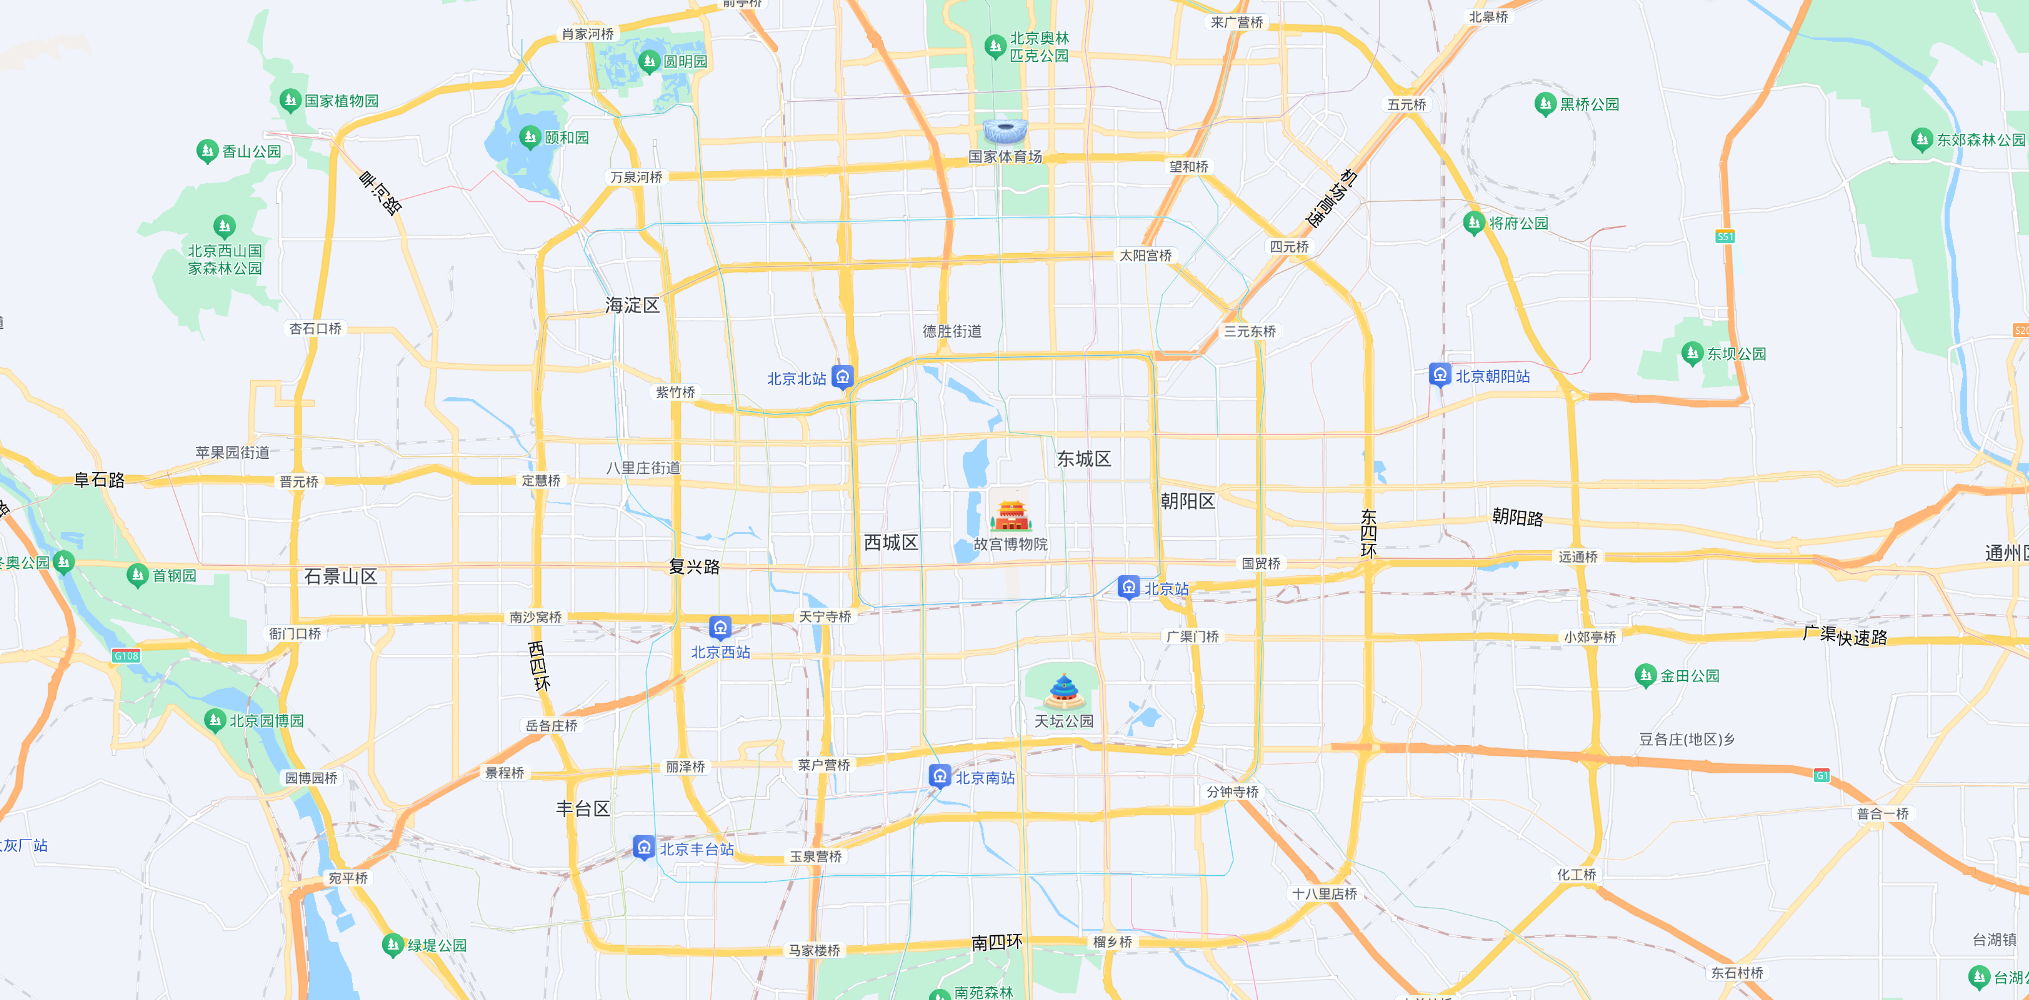 肖家河桥
来广营桥
北皋桥
北京奥林
匹克公园
圆明园
国家植物园
五元桥
黑桥公园
颐和园
香山公园
东郊森林公园
国家体育场
望和桥
万泉河桥
旱河路
机场高速
将府公园
北京西山国
家森林公园
S51
四元桥
太阳宫桥
海淀区
杏石口桥
德胜街道
三元东桥
东坝公园
北京北站
北京朝阳站
紫竹桥
苹果园街道
八里庄街道
东城区
阜石路
晋元桥
定慧桥
朝阳区
朝阳路
东四环
西城区
故宫博物院
石景山区
首钢园
复兴路
国贸桥
远通桥
北京站
南沙窝桥
天宁寺桥
衙门口桥
北京西站
广渠门桥
小郊亭桥
广渠快速路
G108
西四环
金田公园
北京园博园
岳各庄桥
天坛公园
豆各庄(地区)乡
园博园桥
景程桥
丽泽桥
菜户营桥
北京南站
G1
分钟寺桥
丰台区
普合一桥
北京丰台站
玉泉营桥
宛平桥
化工桥
十八里店桥
绿堤公园
马家楼桥
南四环
榴乡桥
台湖镇
东石村桥
南苑森林